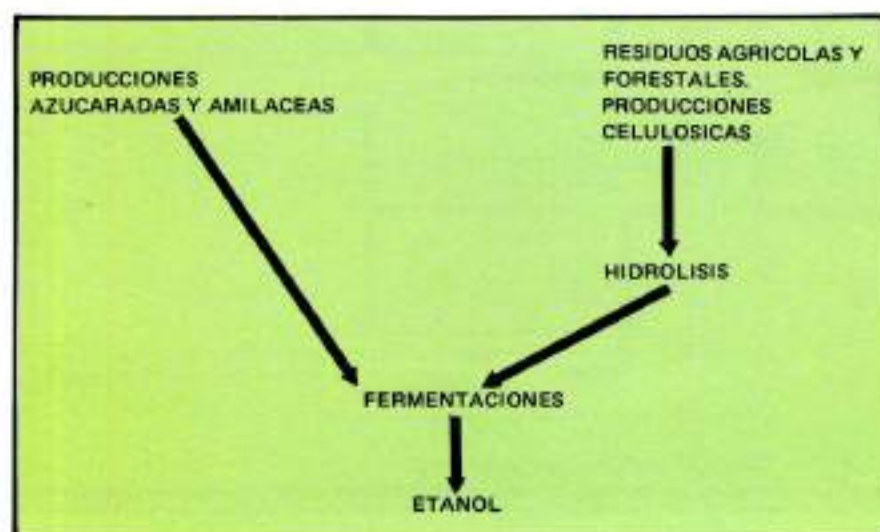 PRODUCCIONES
AZUCARADAS Y AMILACEAS
RESIDUOS AGRICOLAS Y
FORESTALES.
PRODUCCIONES
CELULOSICAS
HIDROLISIS
FERMENTACIONES
ETANOL